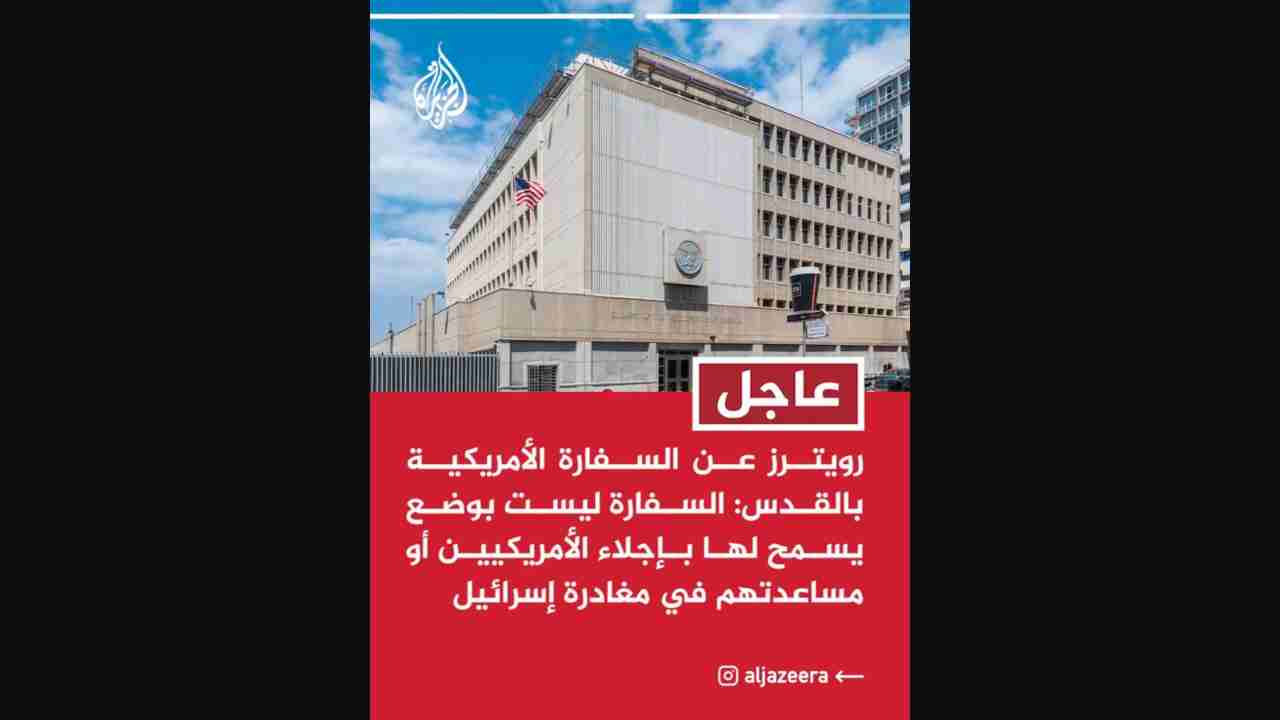 الجزيرة
عاجل
رويترز عن السفارة الأمريكية
بالقدس: السفارة ليست بوضع
يسمح لها بإجلاء الأمريكيين أو
مساعدتهم في مغادرة إسرائيل
aljazeera